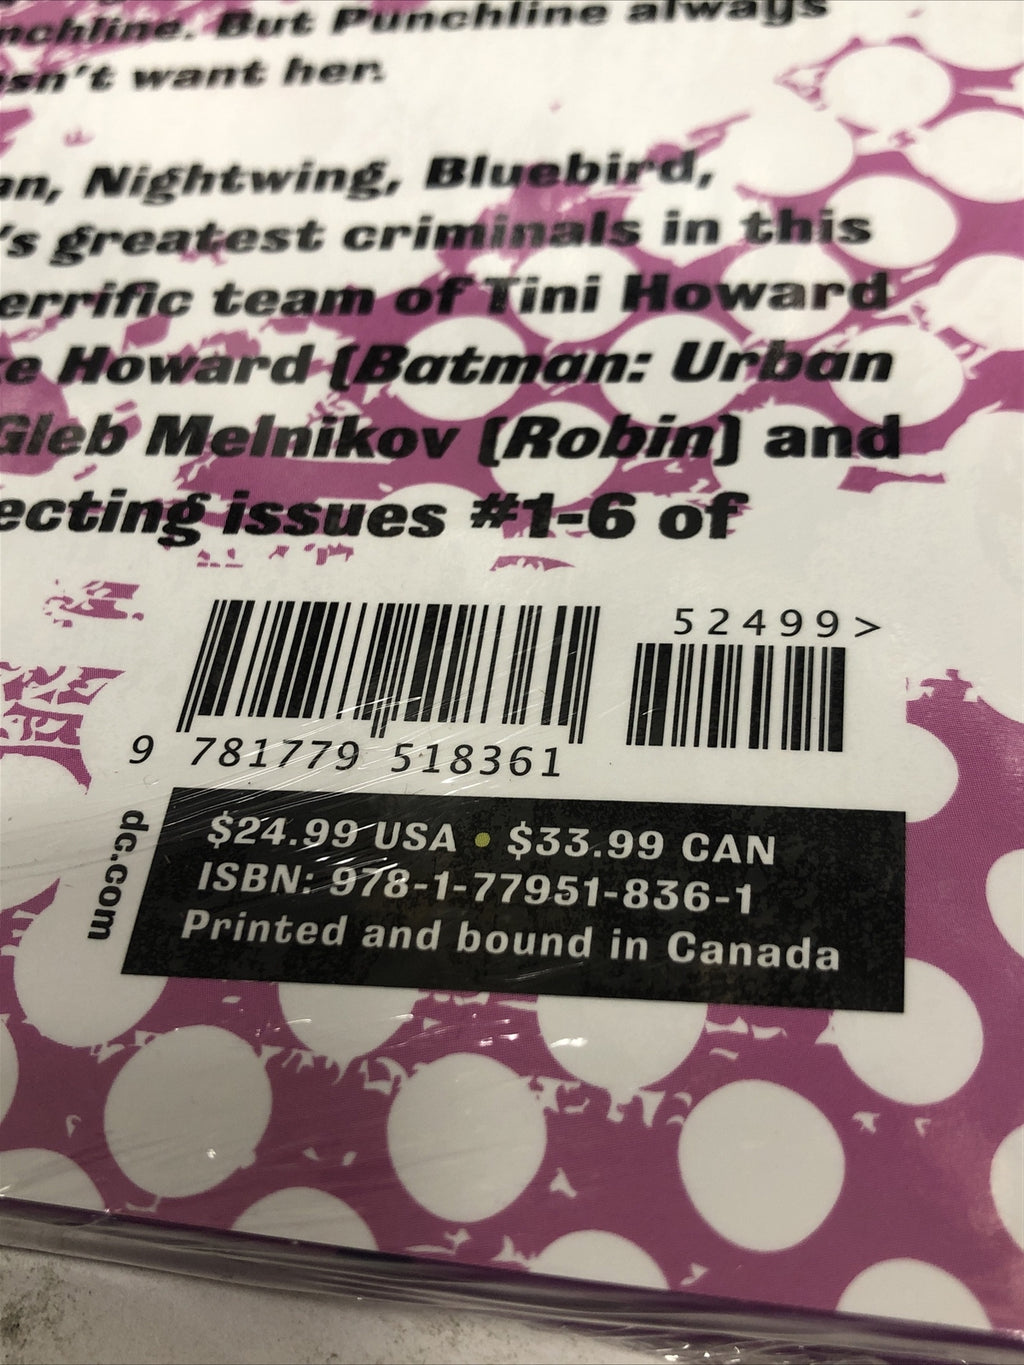 nchline. But Punchline always
sn't want her.
an, Nightwing, Bluebird,
's greatest criminals in this
errific team of Tini Howard
e Howard (Batman: Urban
Gleb Melnikov (Robin) and
ecting issues #1-6 of
52499>
9 781779 518361
dc.com
$24.99 USA • $33.99 CAN
ISBN: 978-1-77951-836-1
Printed and bound in Canada